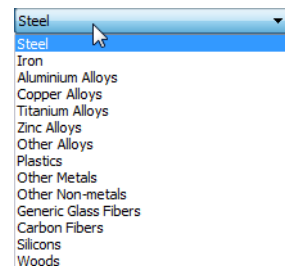 Steel
Steel
Iron
Aluminium Alloys
Copper Alloys
Titanium Alloys
Zinc Alloys
Other Alloys
Plastics
Other Metals
Other Non-metals
Generic Glass Fibers
Carbon Fibers
Silicons
Woods